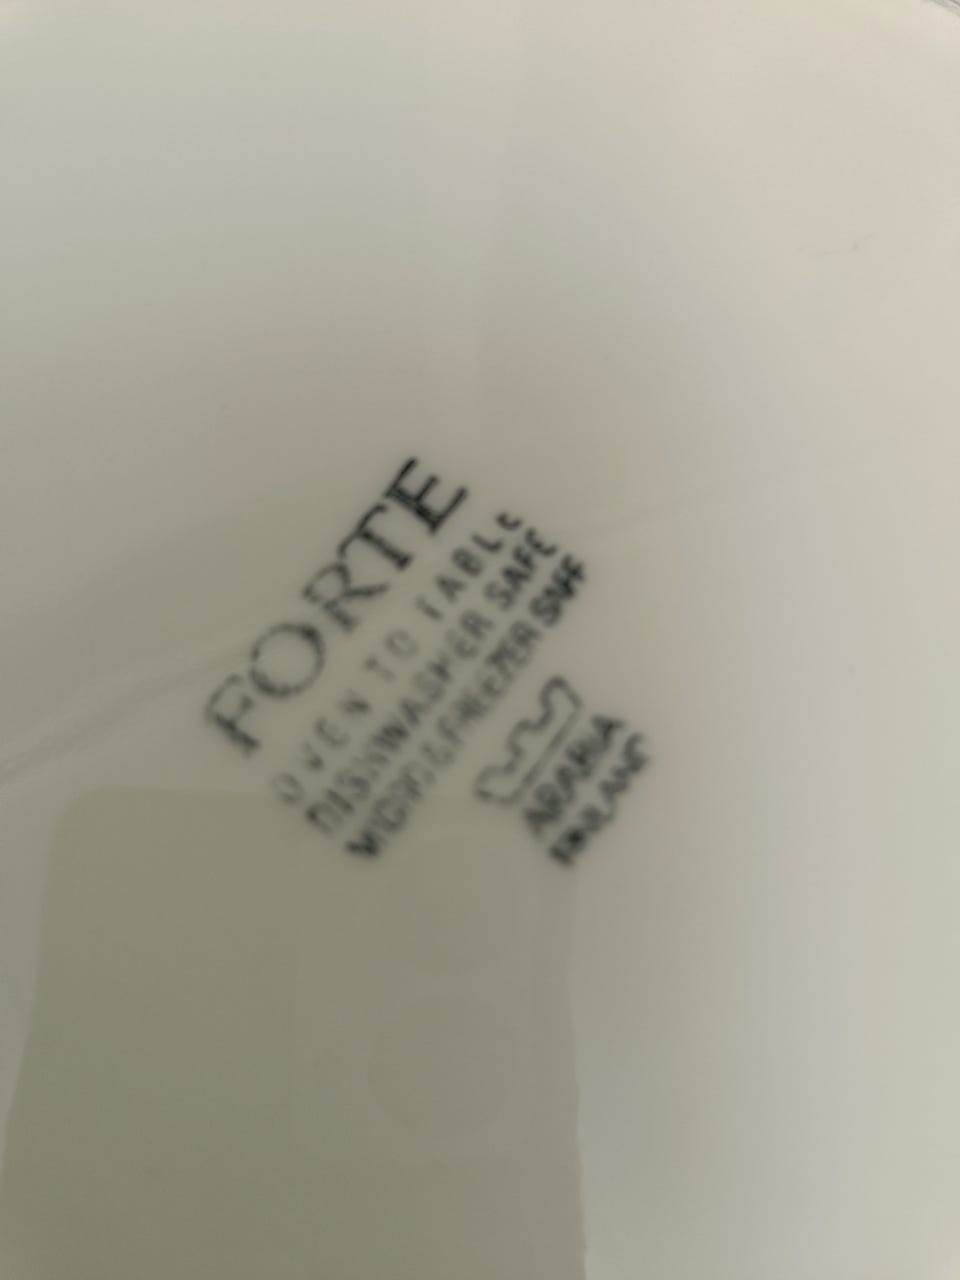 FORTE
OVEN TO TABLE
DISHWASHER SAFE
MICRO & FREEZER SAFE
ARABIA
FINLAND